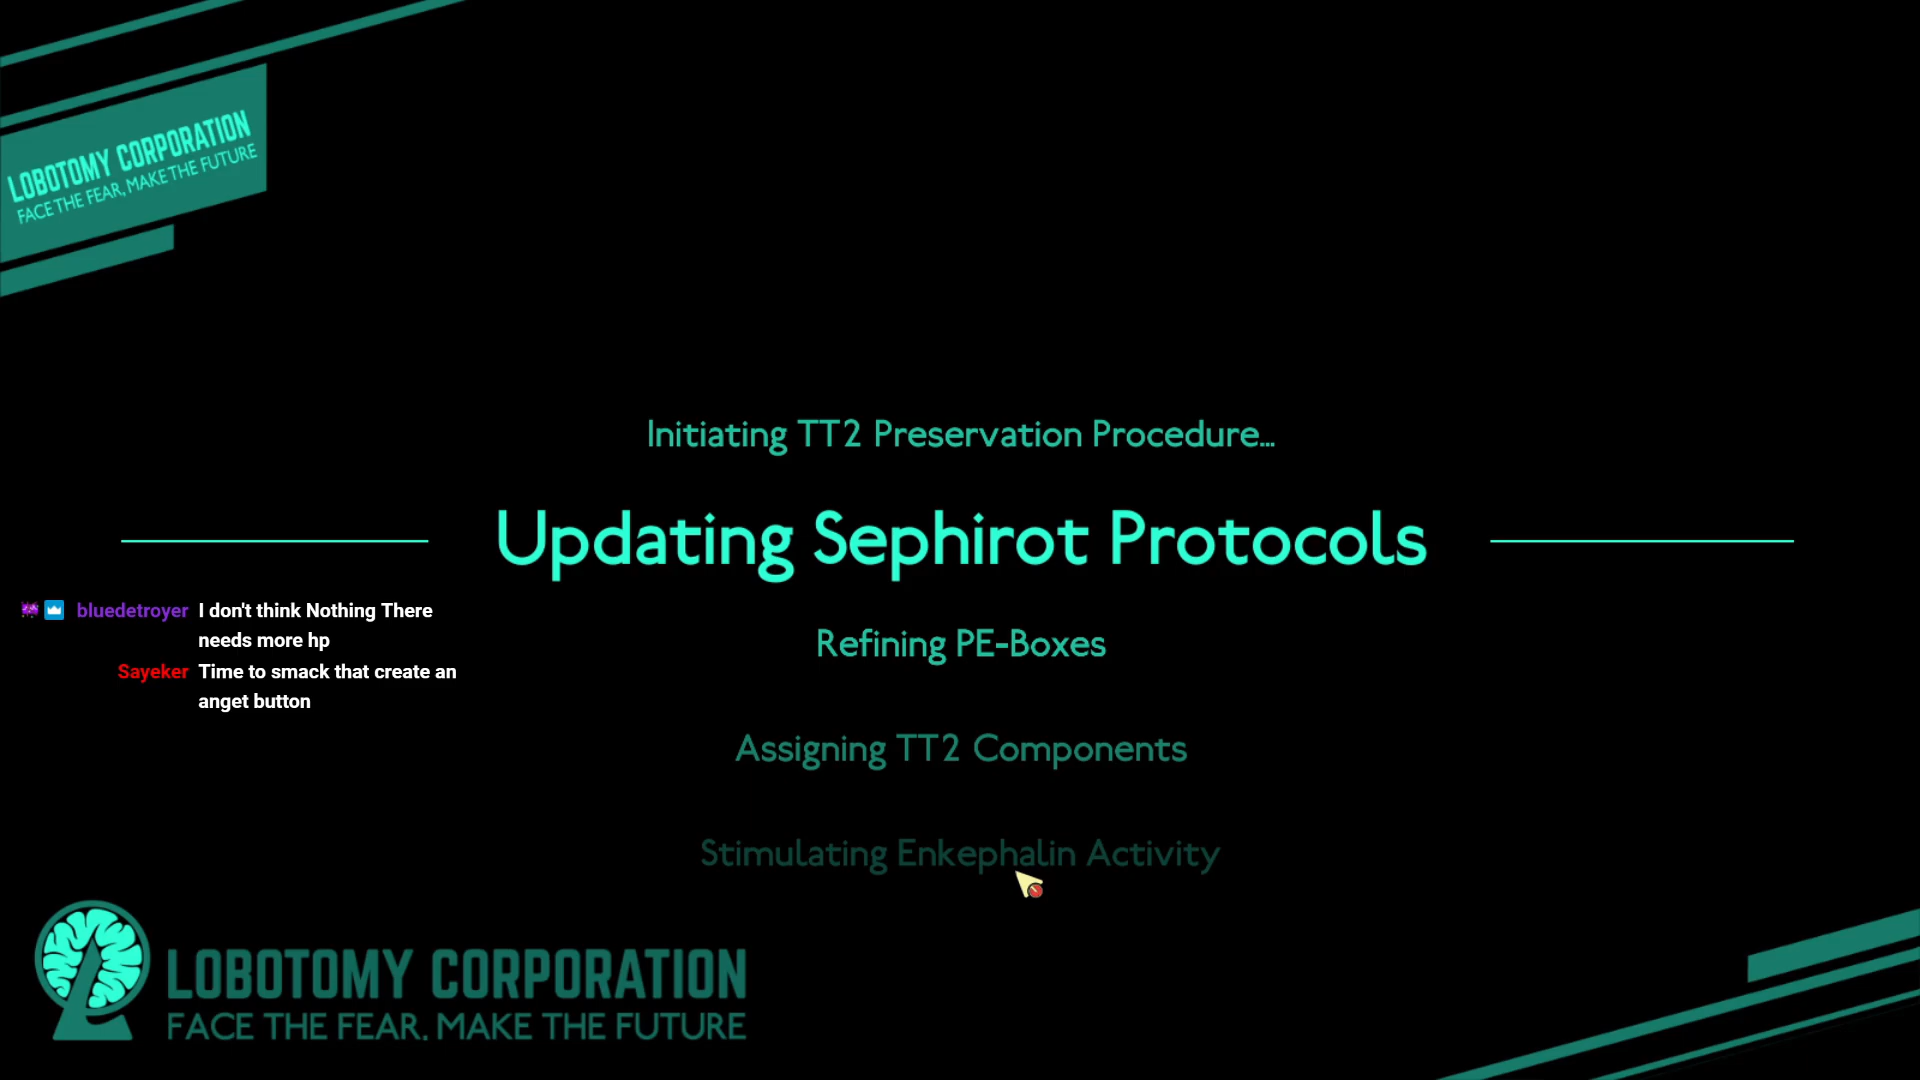 LOBOTOMY CORPORATION
FACE THE FEAR, MAKE THE FUTURE
Initiating TT2 Preservation Procedure...
Updating Sephirot Protocols
bluedetroyer I don't think Nothing There
needs more hp
Refining PE-Boxes
Sayeker Time to smack that create an
anget button
Assigning TT2 Components
Stimulating Enkephalin Activity
LOBOTOMY CORPORATION
FACE THE FEAR, MAKE THE FUTURE